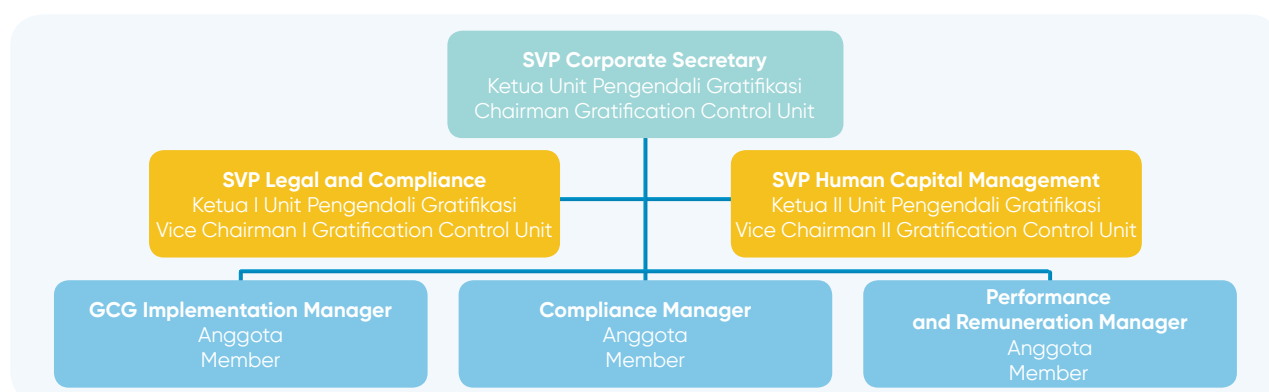 SVP Corporate Secretary
Ketua Unit Pengendali Gratifikasi
Chairman Gratification Control Unit
SVP Legal and Compliance
Ketua I Unit Pengendali Gratifikasi
Vice Chairman I Gratification Control Unit
SVP Human Capital Management
Ketua II Unit Pengendali Gratifikasi
Vice Chairman II Gratification Control Unit
GCG Implementation Manager
Anggota
Member
Compliance Manager
Anggota
Member
Performance
and Remuneration Manager
Anggota
Member